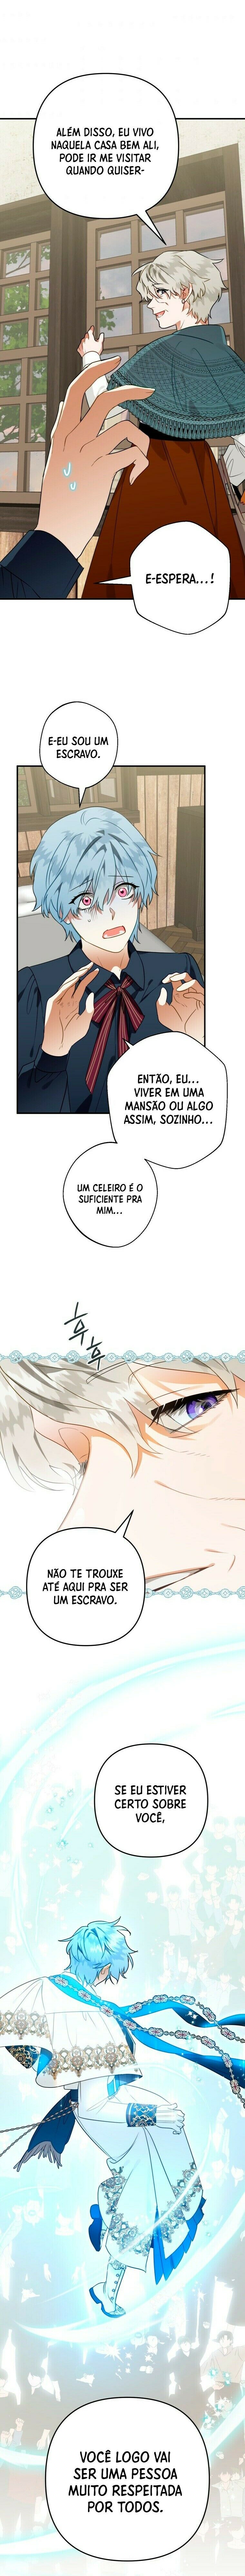 ALÉM DISSO, EU VIVO
NAQUELA CASA BEM ALI,
PODE IR ME VISITAR
QUANDO QUISER-
E-ESPERA...!
E-EU SOU UM
ESCRAVO.
ENTÃO, EU...
VIVER EM UMA
MANSÃO OU ALGO
ASSIM, SOZINHO...
UM CELEIRO É O
SUFICIENTE PRA
MIM...
후후
NÃO TE TROUXE
ATÉ AQUI PRA SER
UM ESCRAVO.
SE EU ESTIVER
CERTO SOBRE
VOCÊ,
VOCÊ LOGO VAI
SER UMA PESSOA
MUITO RESPEITADA
POR TODOS.